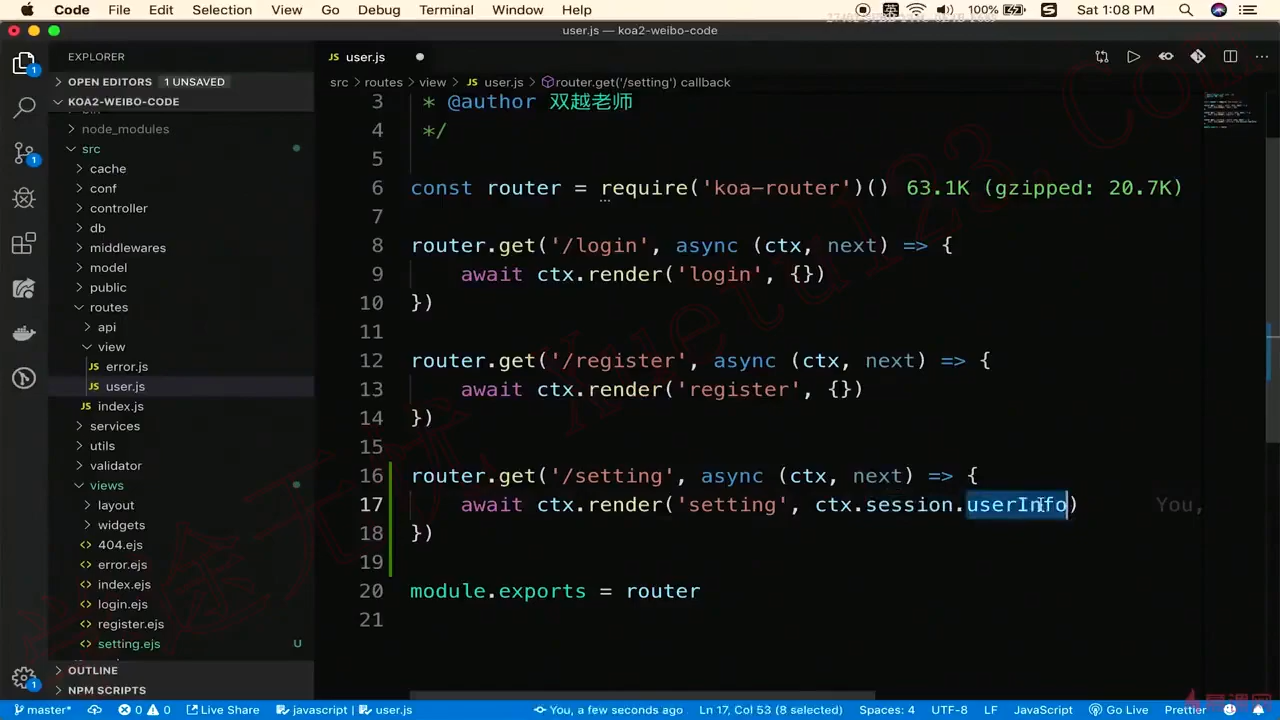 Code File Edit Selection View Go Debug Terminal Window Help 英 100% Sat 1:08 PM
user.js — koa2-weibo-code
EXPLORER
OPEN EDITORS 1 UNSAVED
KOA2-WEIBO-CODE
node_modules
src
cache
conf
controller
db
middlewares
model
public
routes
api
view
error.js
user.js
index.js
services
utils
validator
views
layout
widgets
404.ejs
error.ejs
index.ejs
login.ejs
register.ejs
setting.ejs U
OUTLINE
NPM SCRIPTS
JS user.js
src > routes > view > JS user.js > router.get('/setting') callback
3 * @author 双越老师
4 */
5
6 const router = require('koa-router')() 63.1K (gzipped: 20.7K)
7
8 router.get('/login', async (ctx, next) => {
9 await ctx.render('login', {})
10 })
11
12 router.get('/register', async (ctx, next) => {
13 await ctx.render('register', {})
14 })
15
16 router.get('/setting', async (ctx, next) => {
17 await ctx.render('setting', ctx.session.userInfo) You,
18 })
19
20 module.exports = router
21
master* 0 0 Live Share javascript | user.js You, a few seconds ago Ln 17, Col 53 (8 selected) Spaces: 4 UTF-8 LF JavaScript Go Live Prettier 1